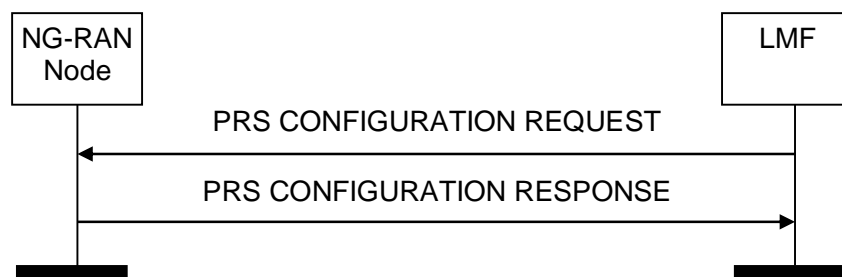 NG-RAN
Node
LMF
PRS CONFIGURATION REQUEST
PRS CONFIGURATION RESPONSE